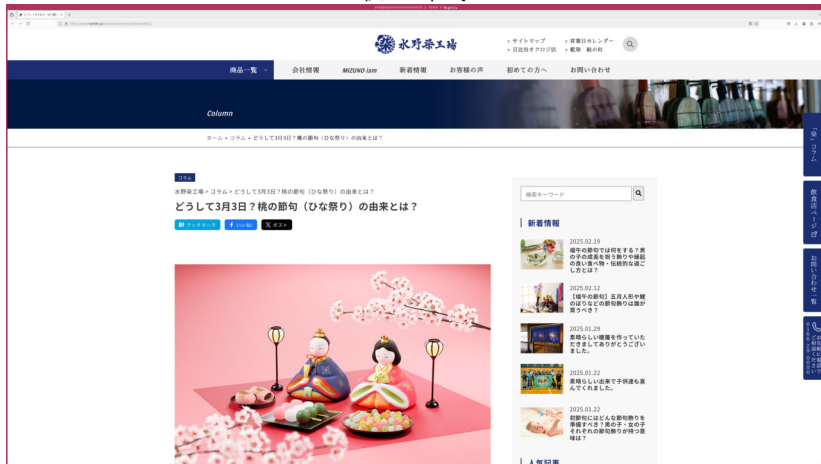 水野染工場
> サイトマップ
> 営業日カレンダー
> 日比谷オクロジ店
> 藍染 結の杜
商品一覧
会社情報
MIZUNO ism
新着情報
お客様の声
初めての方へ
お問い合わせ
Column
ホーム » コラム » どうして3月3日？桃の節句（ひな祭り）の由来とは？
コラム
水野染工場 > コラム > どうして3月3日？桃の節句（ひな祭り）の由来とは？
どうして3月3日？桃の節句（ひな祭り）の由来とは？
B! ブックマーク
いいね!
X ポスト
検索キーワード
新着情報
2025.02.19
端午の節句では何をする？男
の子の成長を祝う飾りや縁起
の良い食べ物・伝統的な過ご
し方とは？
2025.02.12
【端午の節句】五月人形や鯉
のぼりなどの節句飾りは誰が
買うべき？
2025.01.29
素晴らしい暖簾を作っていた
だきましてありがとうござい
ました。
2025.01.22
素晴らしい出来で子供達も喜
んでくれました。
2025.01.22
初節句にはどんな節句飾りを
準備すべき？男の子・女の子
それぞれの節句飾りが持つ意
味は？
人気記事
「染」コラム
飲食店ページ
お問い合わせ一覧